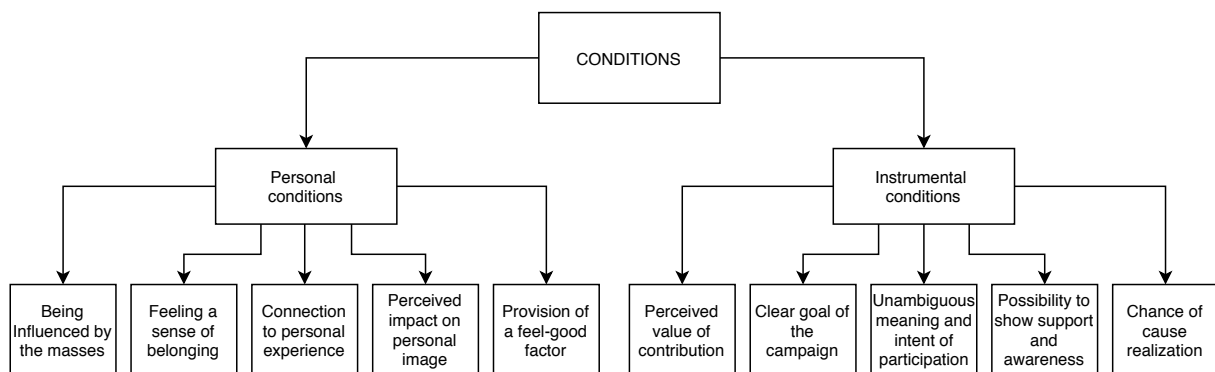 CONDITIONS
Personal
conditions
Instrumental
conditions
Being
Influenced by
the masses
Feeling a
sense of
belonging
Connection
to personal
experience
Perceived
impact on
personal
image
Provision of
a feel-good
factor
Perceived
value of
contribution
Clear goal of
the
campaign
Unambiguous
meaning and
intent of
participation
Possibility to
show support
and
awareness
Chance of
cause
realization